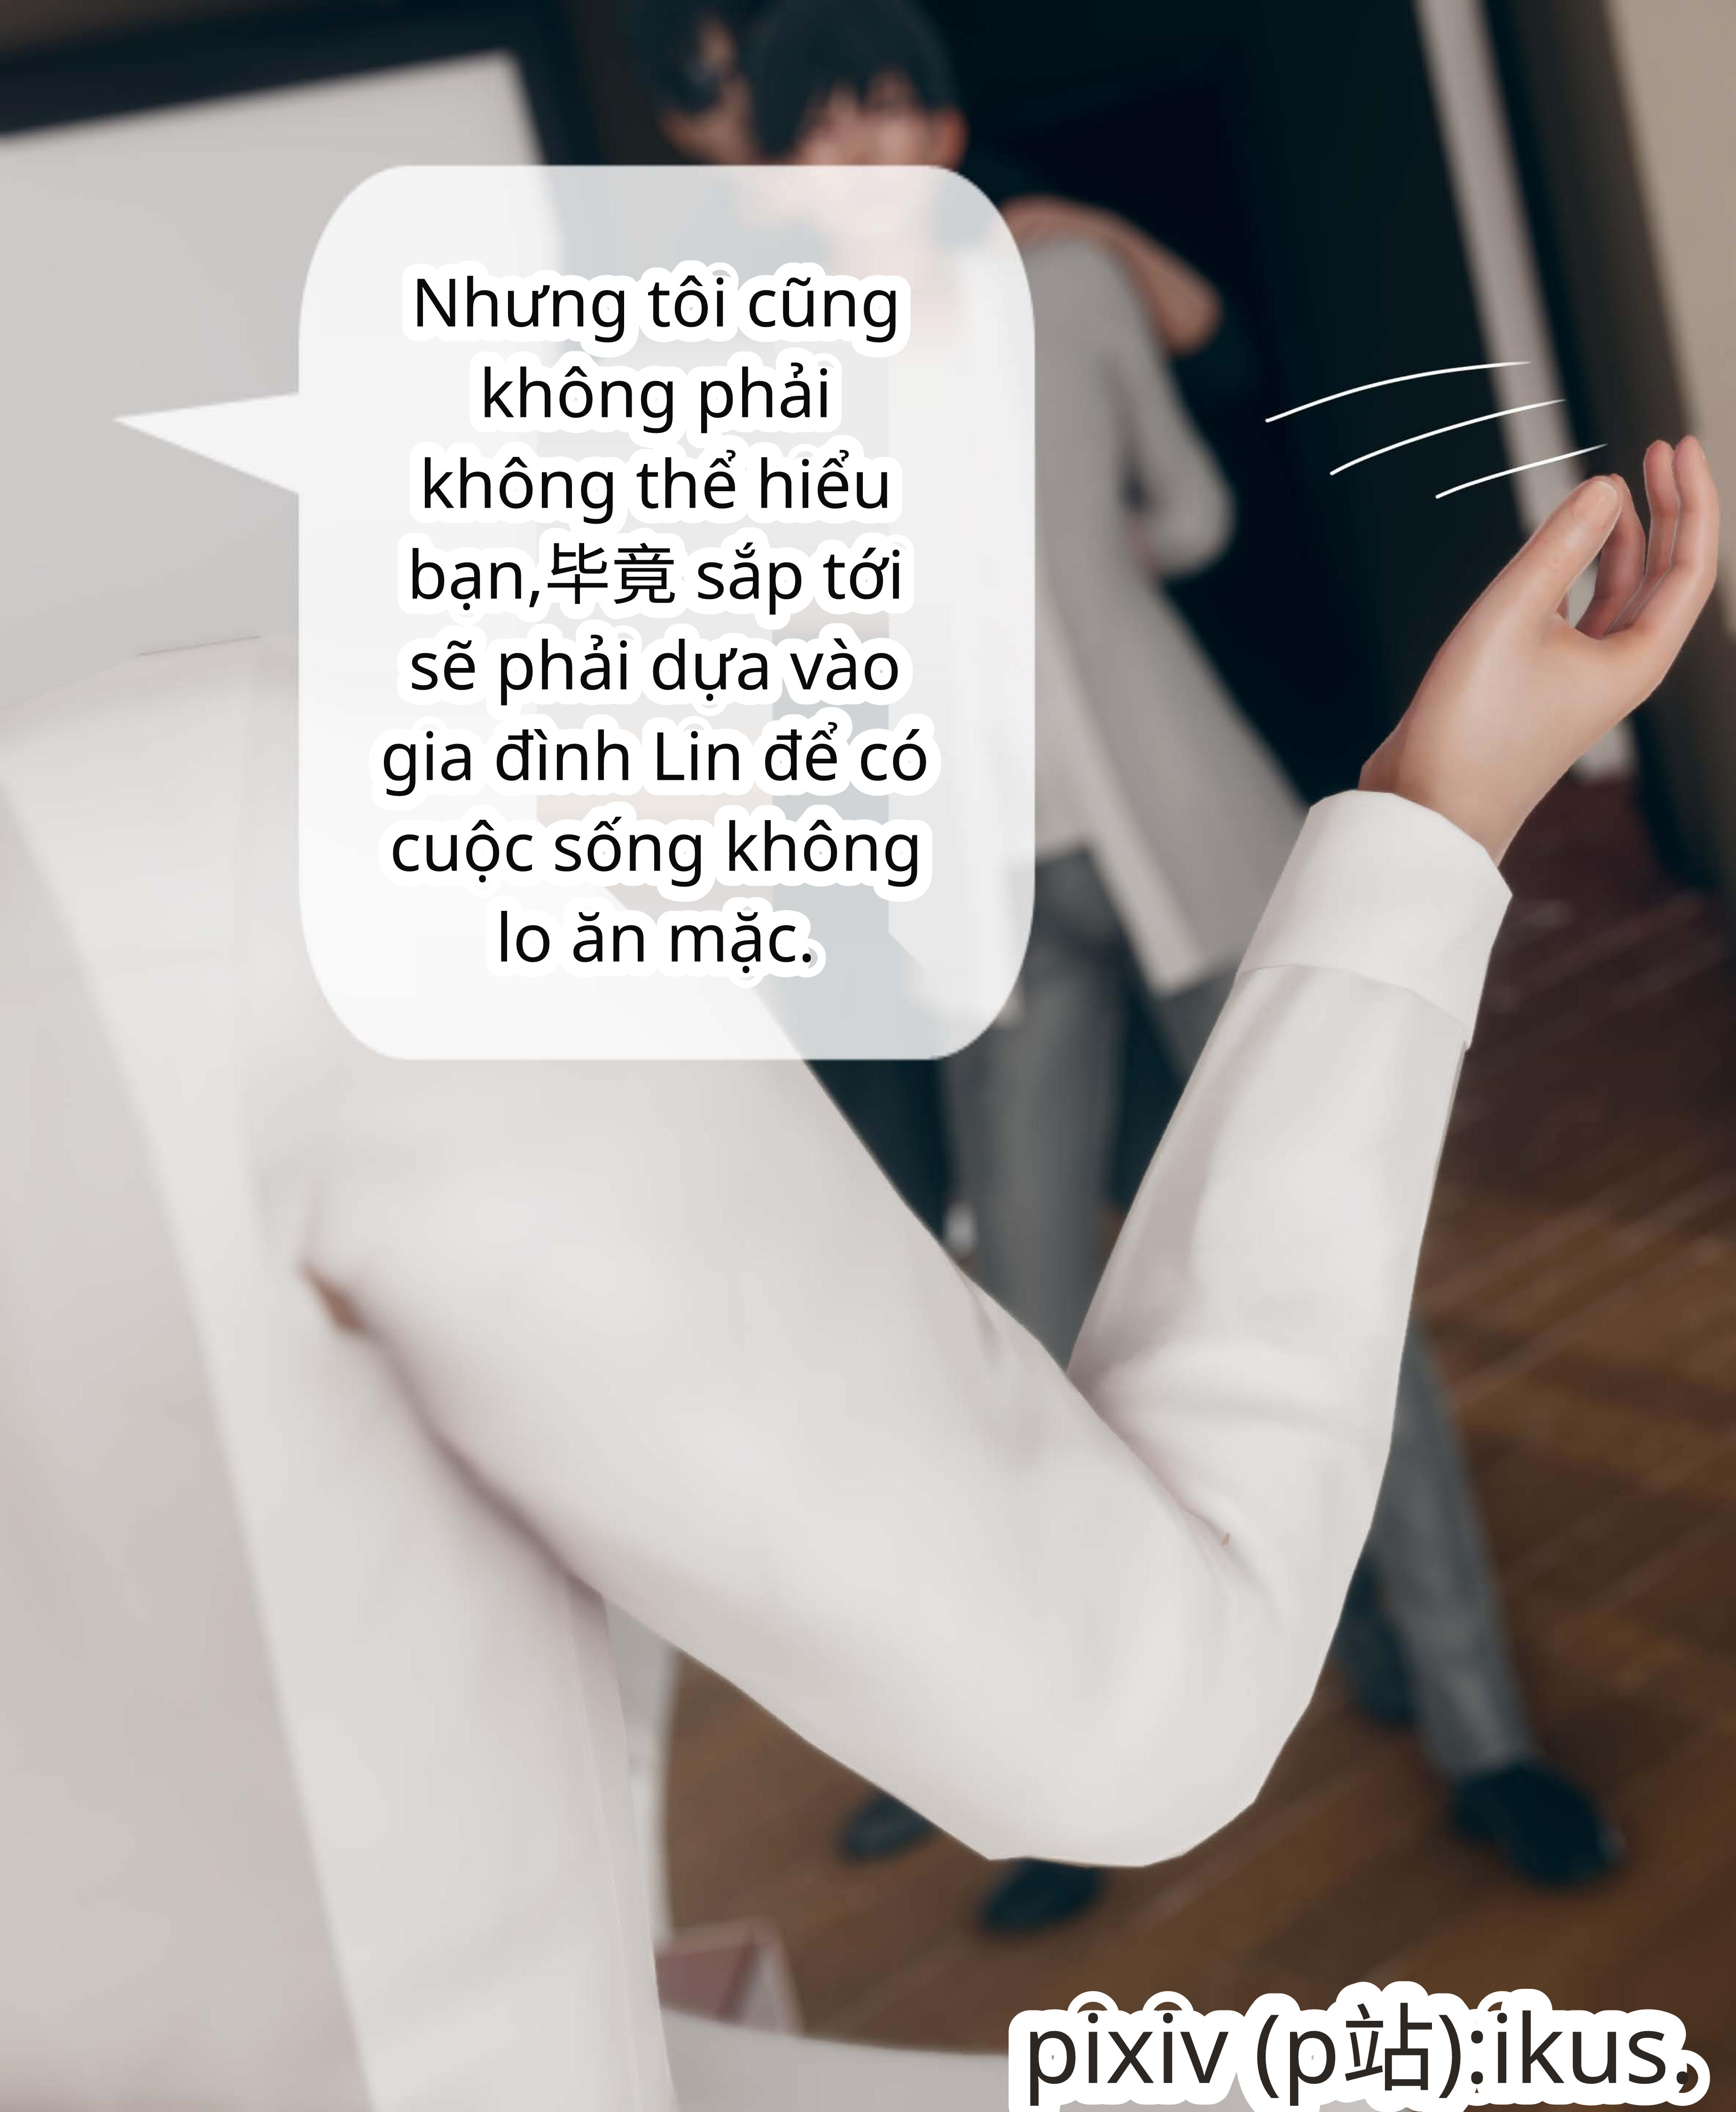 Nhưng tôi cũng
không phải
không thể hiểu
bạn,毕竟 sắp tới
sẽ phải dựa vào
gia đình Lin để có
cuộc sống không
lo ăn mặc.
pixiv (p站):ikus,